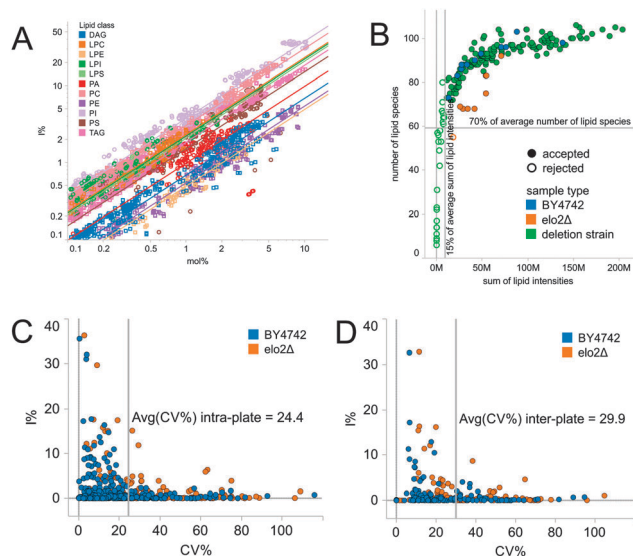 A
Lipid class
DAG
LPC
LPE
LPI
LPS
PA
PC
PE
PI
PS
TAG
I%
50
20
10
5
2
1
0.5
0.2
0.1
0.1 0.2 0.5 1 2 5 10
mol%
B
number of lipid species
100
80
60
40
20
0
70% of average number of lipid species
15% of average sum of lipid intensities
accepted
rejected
sample type
BY4742
elo2Δ
deletion strain
0M 50M 100M 150M 200M
sum of lipid intensities
C
BY4742
elo2Δ
I%
40
30
20
10
0
Avg(CV%) intra-plate = 24.4
0 20 40 60 80 100
CV%
D
BY4742
elo2Δ
I%
40
30
20
10
0
Avg(CV%) inter-plate = 29.9
0 20 40 60 80 100
CV%